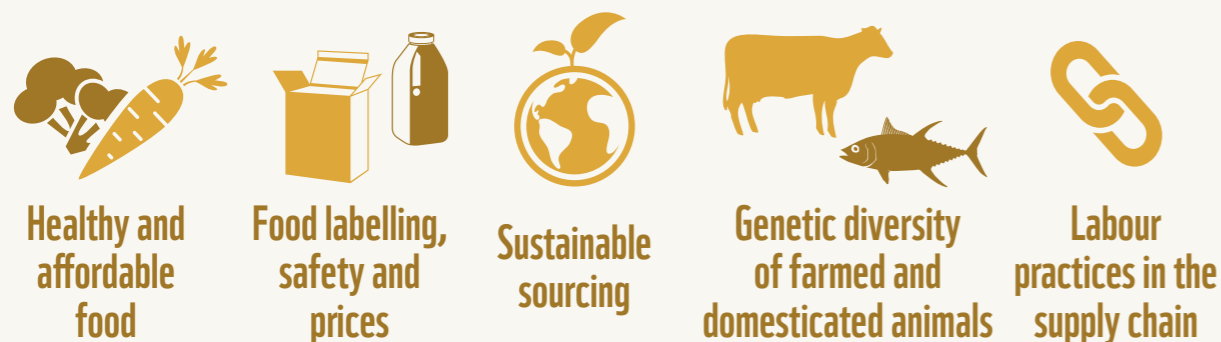 Healthy and
affordable
food
Food labelling,
safety and
prices
Sustainable
sourcing
Genetic diversity
of farmed and
domesticated animals
Labour
practices in the
supply chain